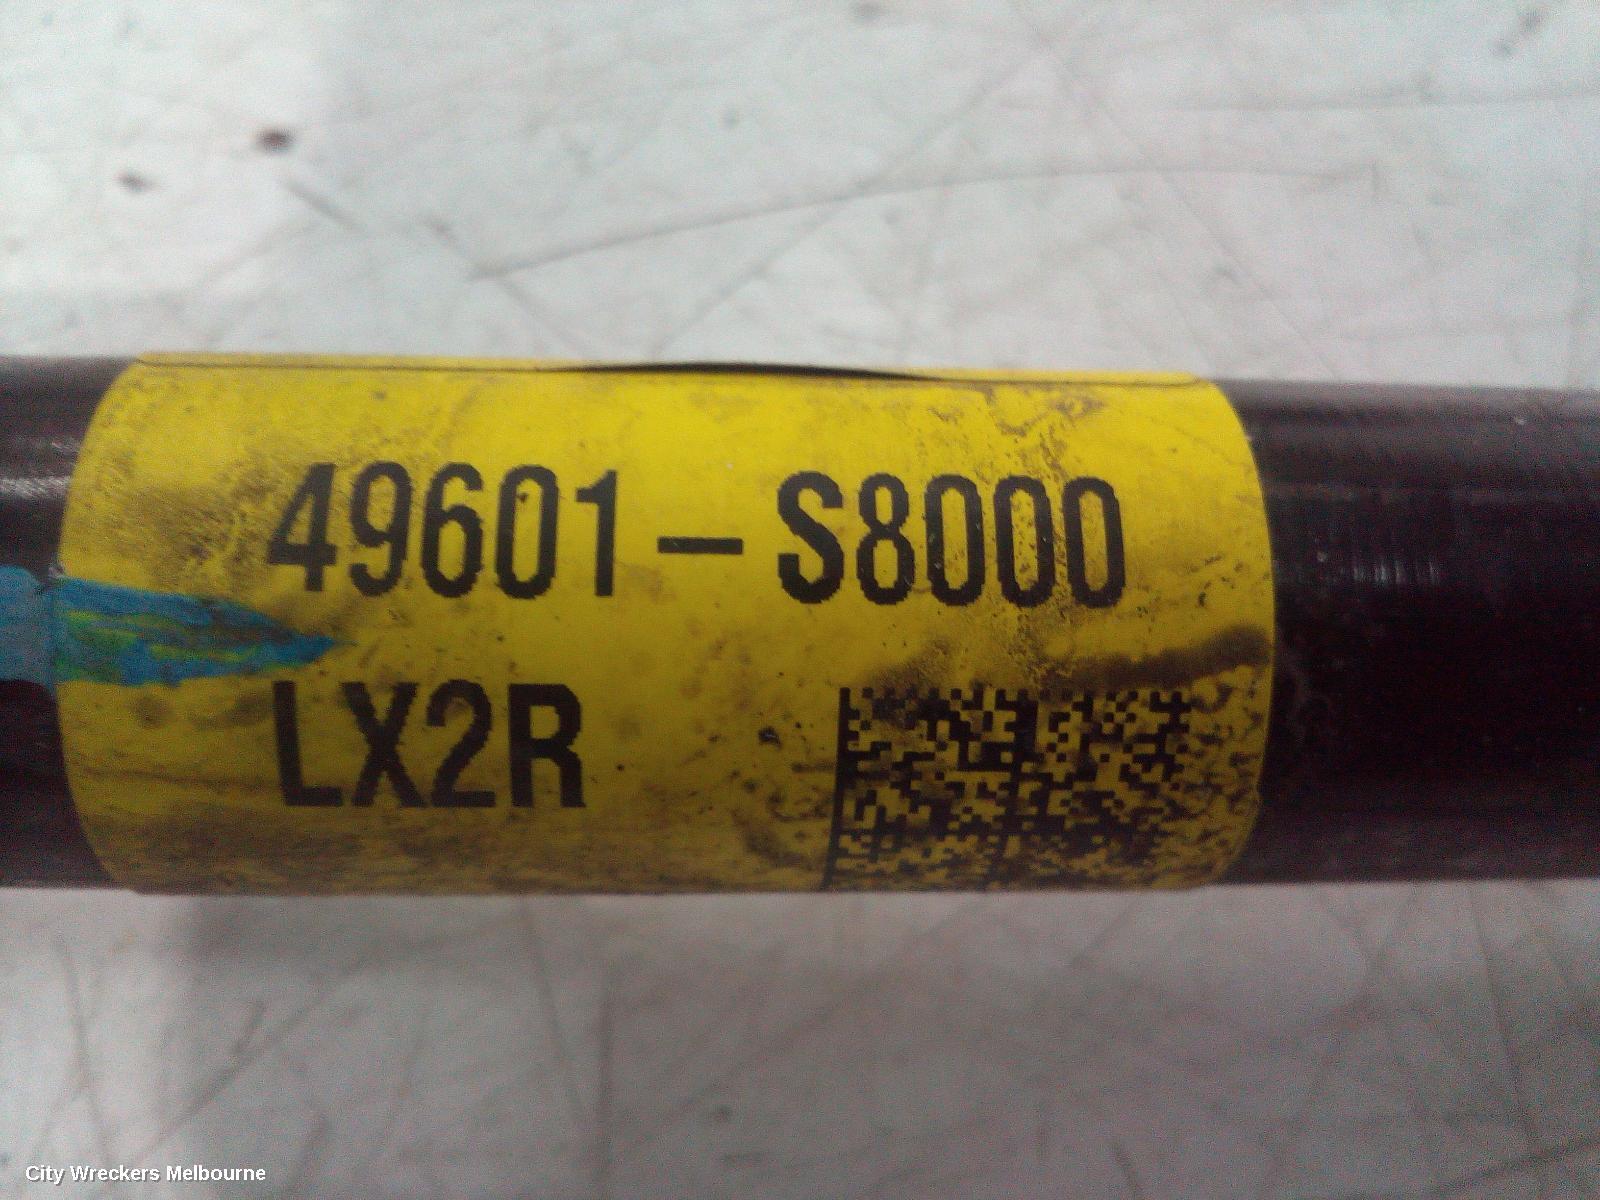 49601-S8000
LX2R
City Wreckers Melbourne